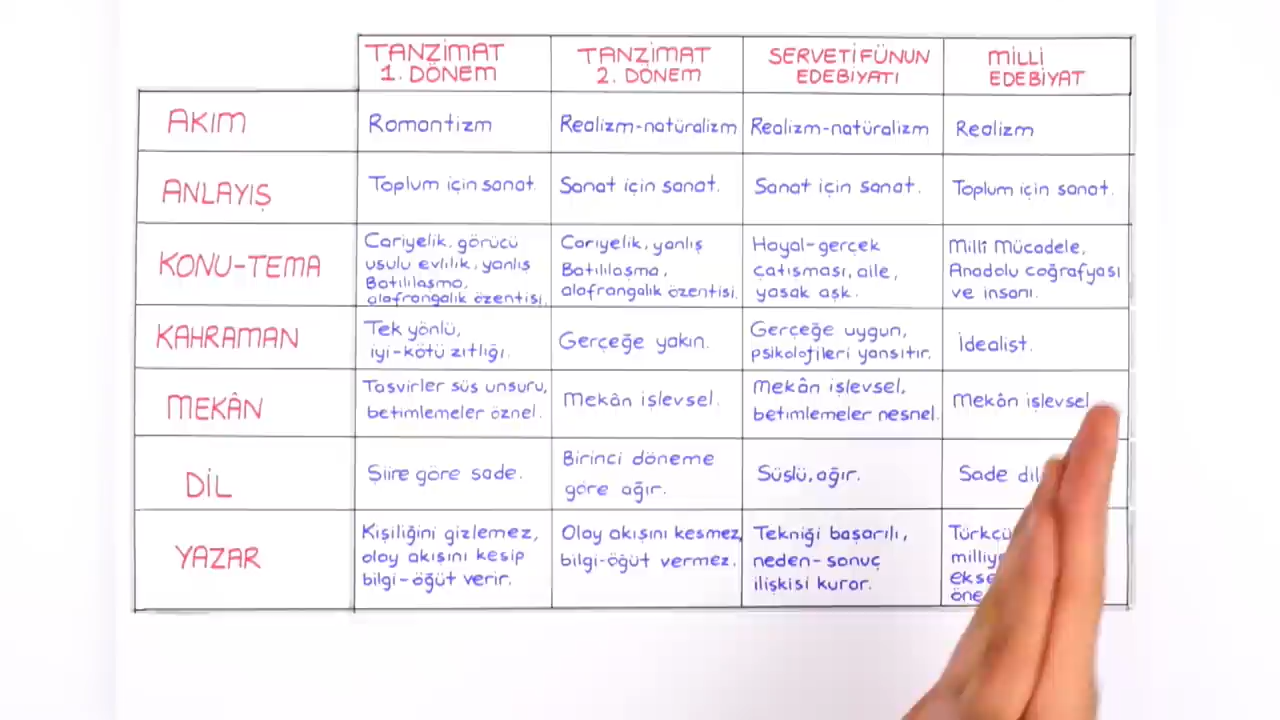 TANZİMAT
1. DÖNEM
TANZİMAT
2. DÖNEM
SERVETİFÜNUN
EDEBİYATI
MİLLİ
EDEBİYAT
AKIM
Romantizm
Realizm-natüralizm
Realizm-natüralizm
Realizm
ANLAYIŞ
Toplum için sanat.
Sanat için sanat.
Sanat için sanat.
Toplum için sanat.
KONU-TEMA
Cariyelik, görücü
usulü evlilik, yanlış
Batılılaşma,
alafrangalık özentisi.
Cariyelik, yanlış
Batılılaşma,
alafrangalık özentisi.
Hayal-gerçek
çatışması, aile,
yasak aşk.
Millî Mücadele,
Anadolu coğrafyası
ve insanı.
KAHRAMAN
Tek yönlü,
iyi-kötü zıtlığı.
Gerçeğe yakın.
Gerçeğe uygun,
psikolojileri yansıtır.
İdealist.
MEKÂN
Tasvirler süs unsuru,
betimlemeler öznel.
Mekân işlevsel.
Mekân işlevsel,
betimlemeler nesnel.
Mekân işlevsel
DİL
Şiire göre sade.
Birinci döneme
göre ağır.
Süslü, ağır.
Sade dil
YAZAR
Kişiliğini gizlemez,
olay akışını kesip
bilgi-öğüt verir.
Olay akışını kesmez,
bilgi-öğüt vermez.
Tekniği başarılı,
neden-sonuç
ilişkisi kurar.